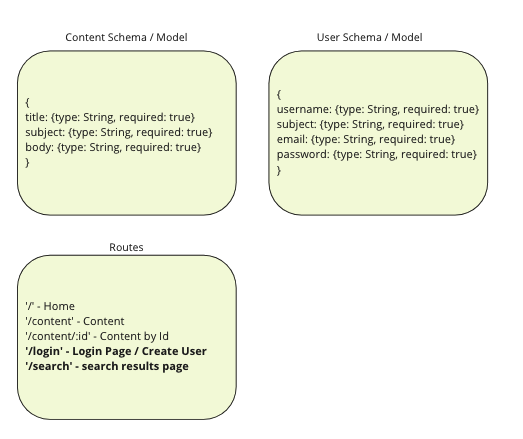 Content Schema / Model
{
title: {type: String, required: true}
subject: {type: String, required: true}
body: {type: String, required: true}
}
User Schema / Model
{
username: {type: String, required: true}
subject: {type: String, required: true}
email: {type: String, required: true}
password: {type: String, required: true}
}
Routes
'/' - Home
'/content' - Content
'/content/:id' - Content by Id
'/login' - Login Page / Create User
'/search' - search results page